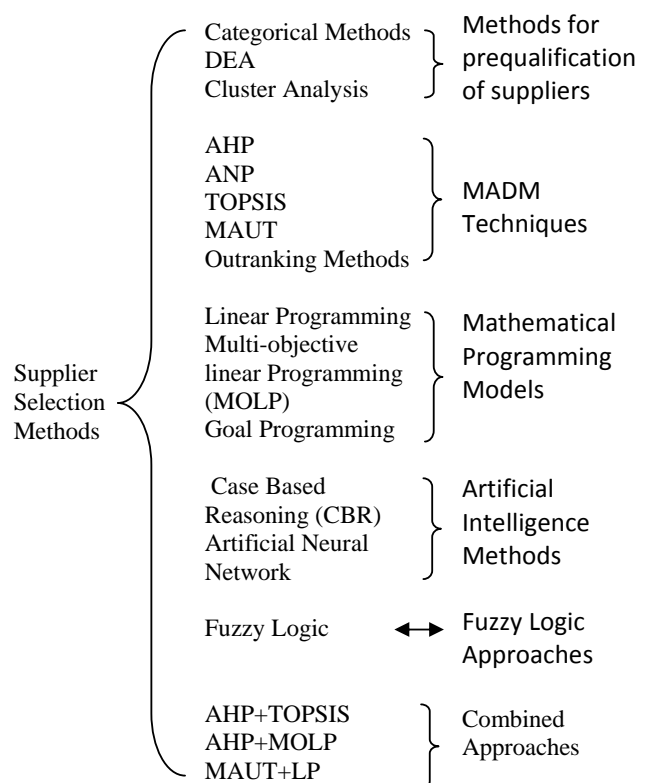 Categorical Methods
DEA
Cluster Analysis
Methods for
prequalification
of suppliers
AHP
ANP
TOPSIS
MAUT
Outranking Methods
MADM
Techniques
Linear Programming
Multi-objective
linear Programming
(MOLP)
Goal Programming
Mathematical
Programming
Models
Supplier
Selection
Methods
Case Based
Reasoning (CBR)
Artificial Neural
Network
Artificial
Intelligence
Methods
Fuzzy Logic
Fuzzy Logic
Approaches
AHP+TOPSIS
AHP+MOLP
MAUT+LP
Combined
Approaches